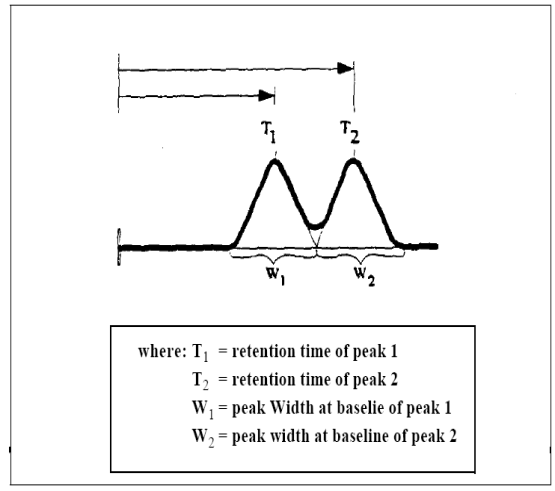 T₁ T₂
W₁ W₂
where: T₁ = retention time of peak 1
T₂ = retention time of peak 2
W₁ = peak Width at baselie of peak 1
W₂ = peak width at baseline of peak 2